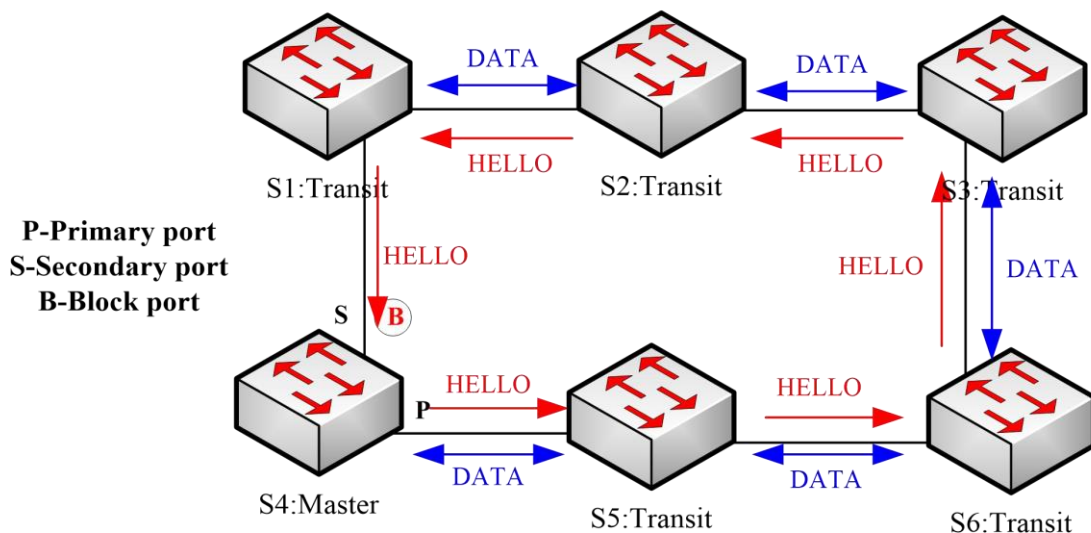 DATA
DATA
HELLO
HELLO
S1:Transit
S2:Transit
S3:Transit
P-Primary port
S-Secondary port
B-Block port
HELLO
HELLO
DATA
S
B
P
HELLO
HELLO
DATA
DATA
S4:Master
S5:Transit
S6:Transit